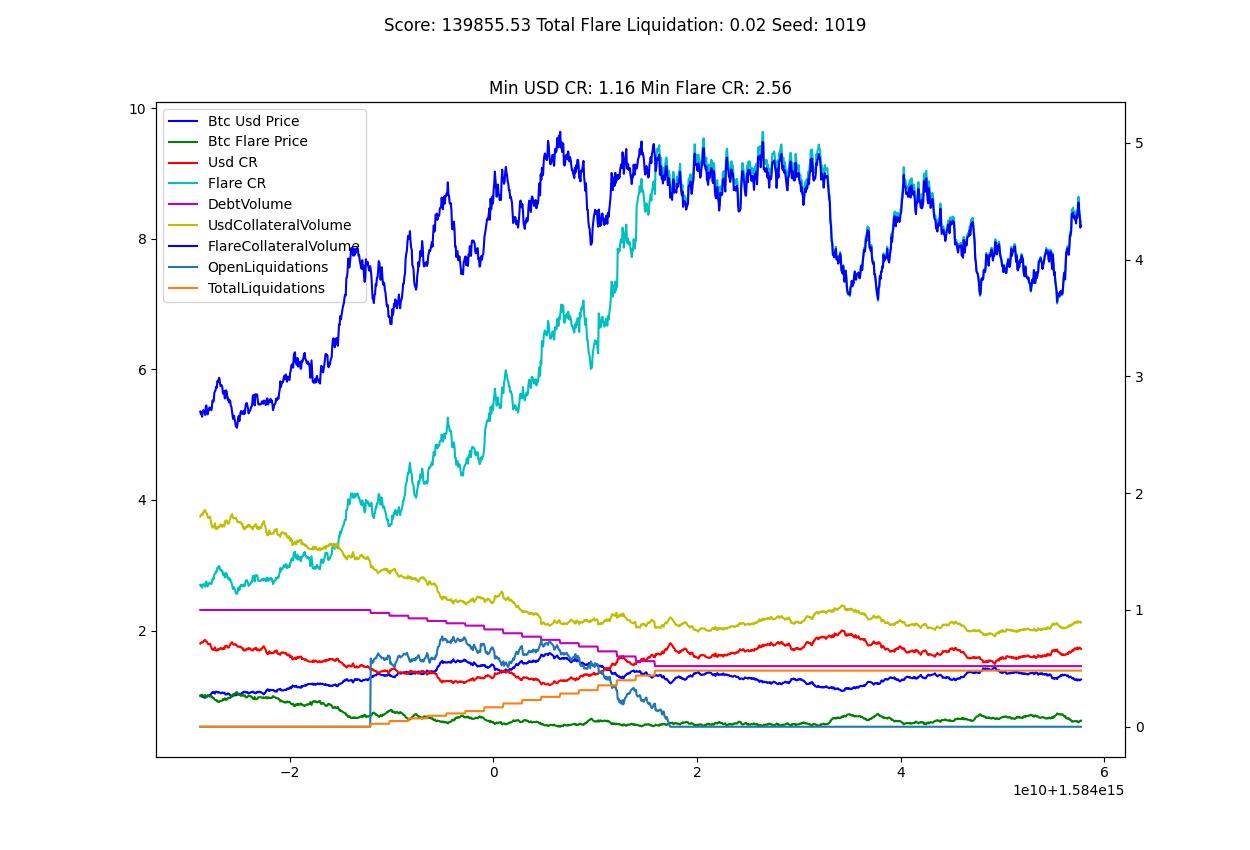 Score: 139855.53 Total Flare Liquidation: 0.02 Seed: 1019
Min USD CR: 1.16 Min Flare CR: 2.56
Btc Usd Price
Btc Flare Price
Usd CR
Flare CR
DebtVolume
UsdCollateralVolume
FlareCollateralVolume
OpenLiquidations
TotalLiquidations
10
8
6
4
2
5
4
3
2
1
0
−2
0
2
4
6
1e10+1.584e15